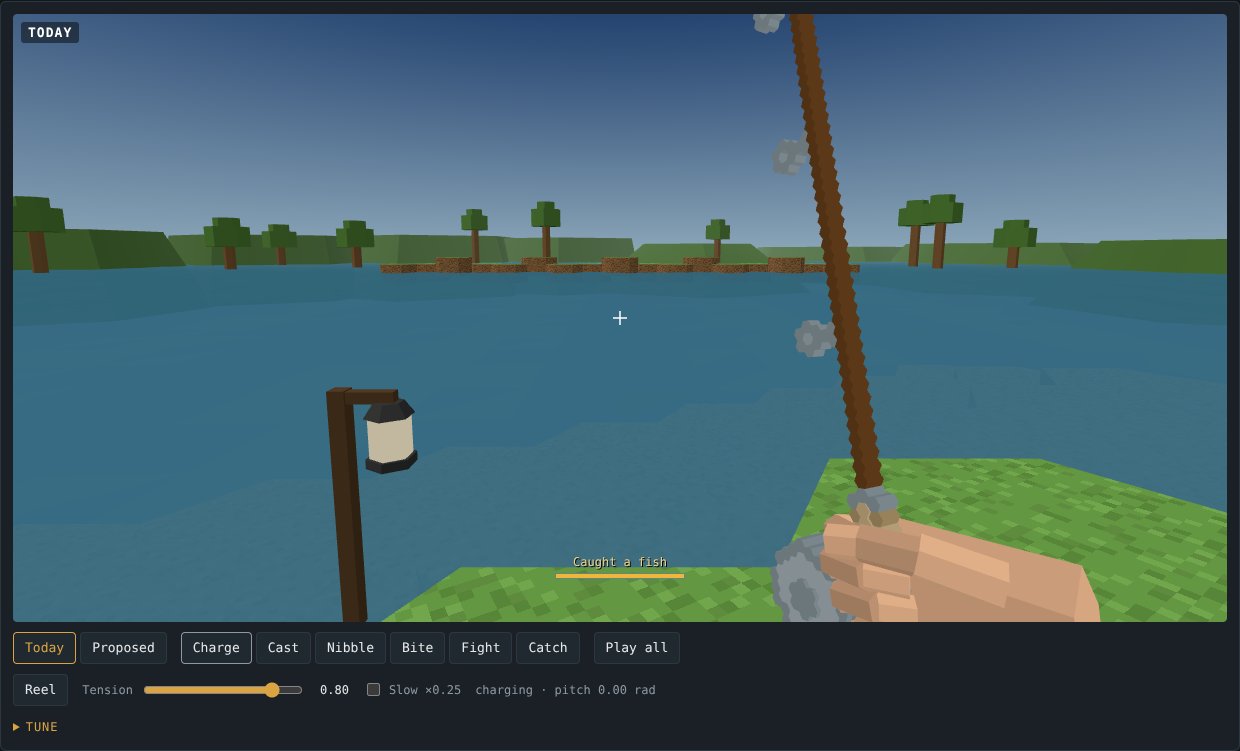 TODAY
Caught a fish
Today Proposed Charge Cast Nibble Bite Fight Catch Play all
Reel Tension 0.80 Slow ×0.25 charging · pitch 0.00 rad
TUNE